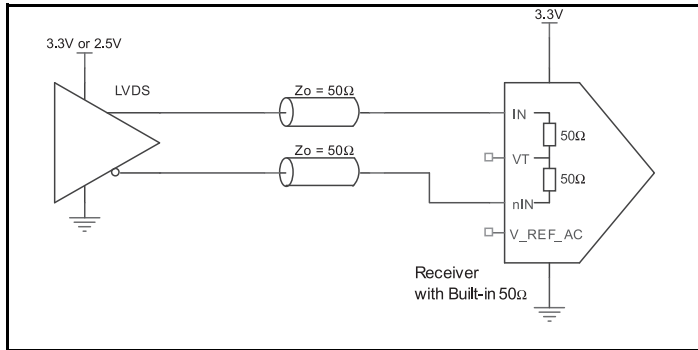 3.3V
3.3V or 2.5V
LVDS
Zo = 50Ω
IN
50Ω
VT
Zo = 50Ω
50Ω
nIN
V_REF_AC
Receiver
with Built-in 50Ω